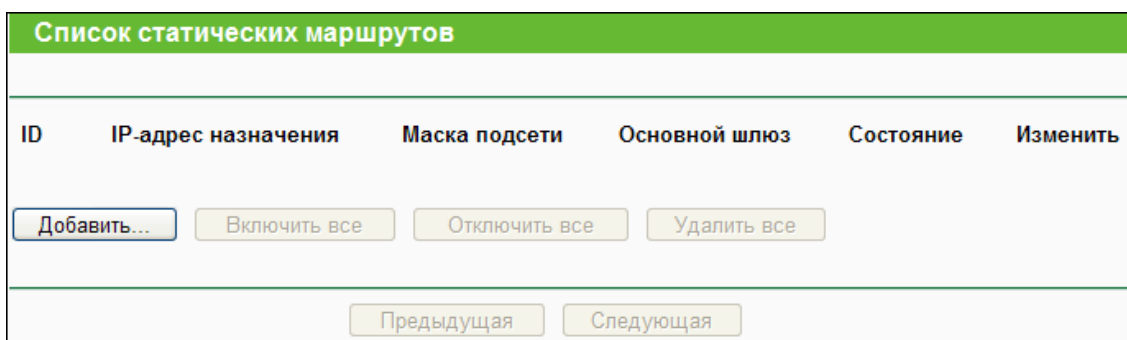 Список статических маршрутов
ID IP-адрес назначения Маска подсети Основной шлюз Состояние Изменить
Добавить... Включить все Отключить все Удалить все
Предыдущая Следующая